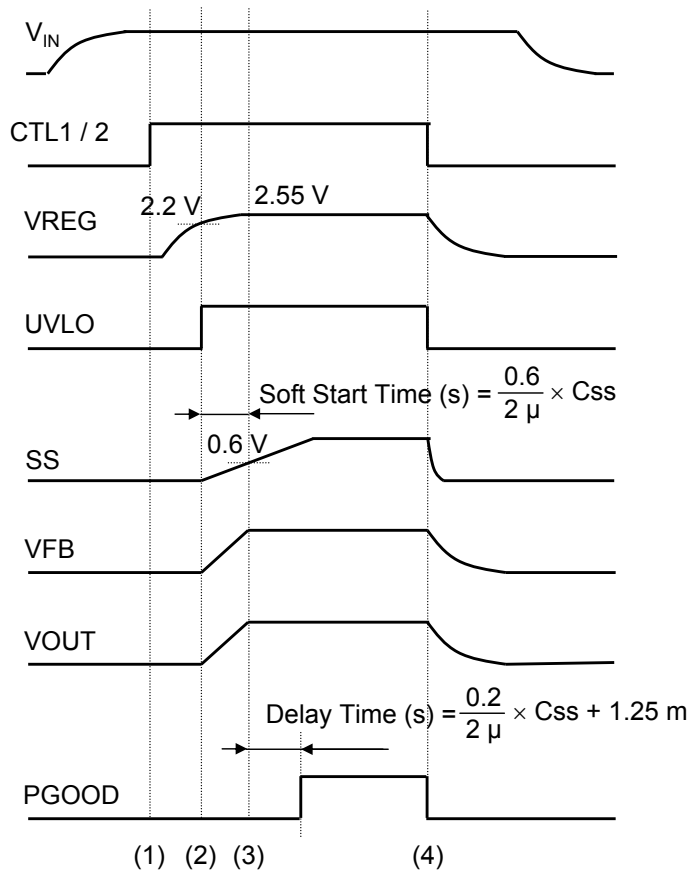 VIN
CTL1 / 2
VREG
2.2 V
2.55 V
UVLO
Soft Start Time (s) = 0.6 / 2 µ × Css
SS
0.6 V
VFB
VOUT
Delay Time (s) = 0.2 / 2 µ × Css + 1.25 m
PGOOD
(1) (2) (3) (4)